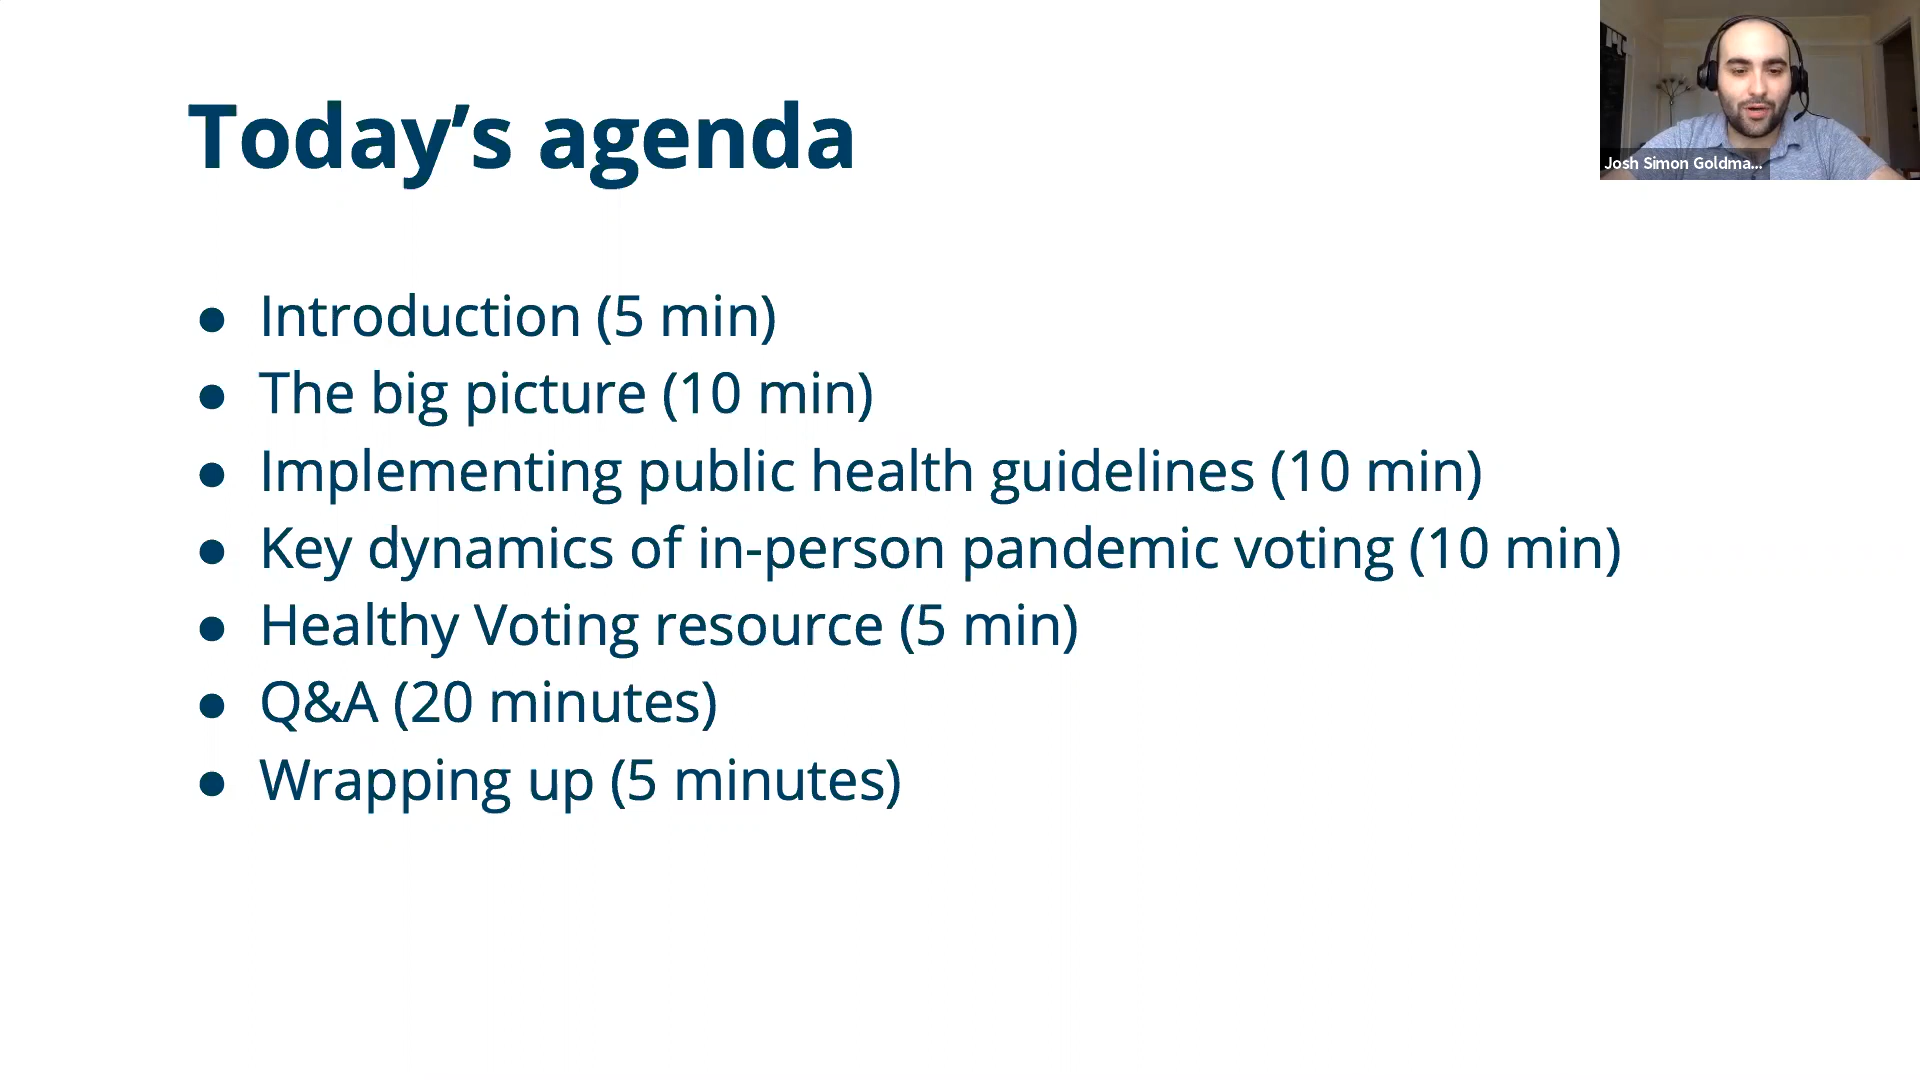 Today’s agenda
Josh Simon Goldma...
● Introduction (5 min)
● The big picture (10 min)
● Implementing public health guidelines (10 min)
● Key dynamics of in-person pandemic voting (10 min)
● Healthy Voting resource (5 min)
● Q&A (20 minutes)
● Wrapping up (5 minutes)